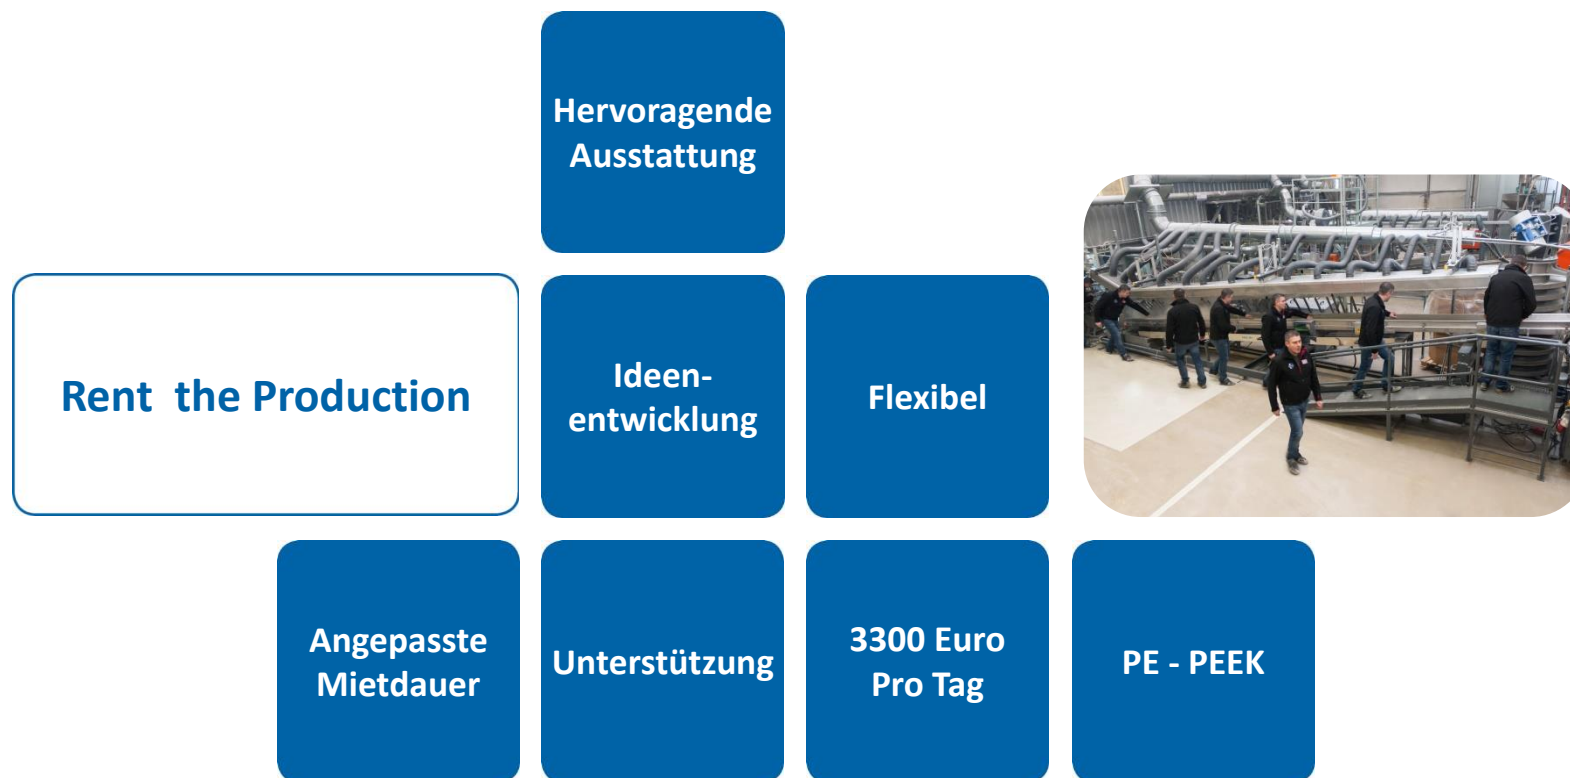 Hervoragende
Ausstattung
Rent the Production
Ideen-
entwicklung
Flexibel
Angepasste
Mietdauer
Unterstützung
3300 Euro
Pro Tag
PE - PEEK